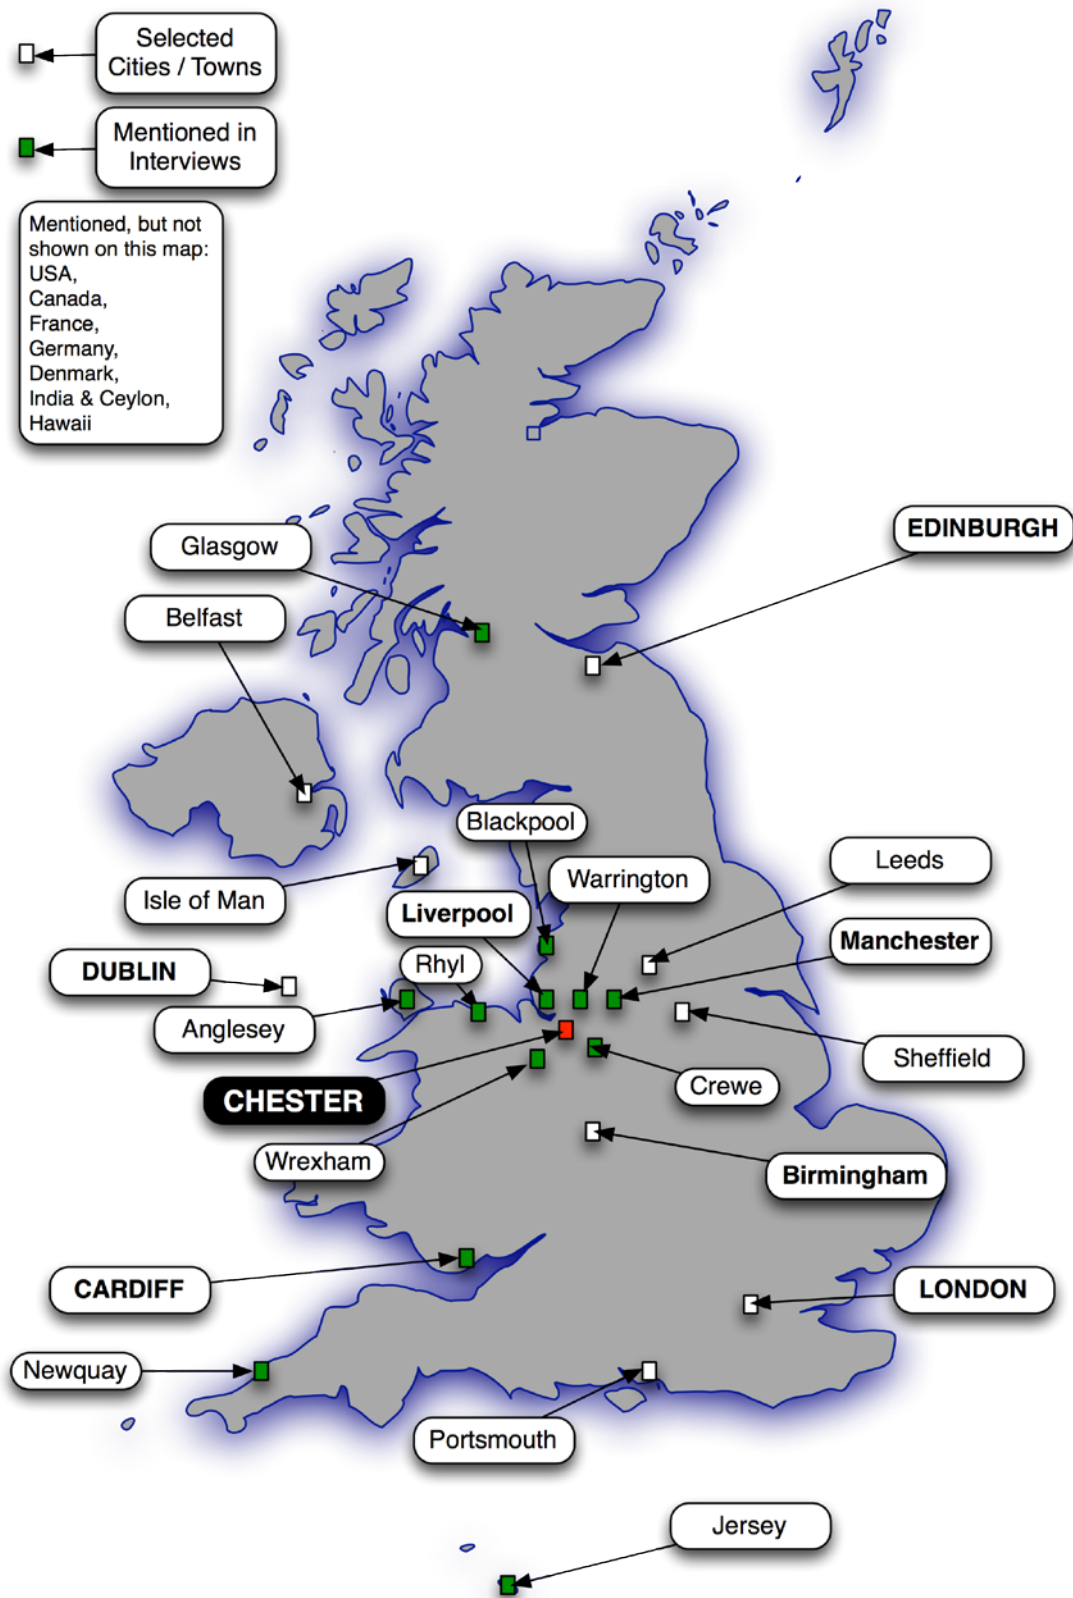 Selected
Cities / Towns
Mentioned in
Interviews
Mentioned, but not
shown on this map:
USA,
Canada,
France,
Germany,
Denmark,
India & Ceylon,
Hawaii
EDINBURGH
Glasgow
Belfast
Blackpool
Leeds
Warrington
Isle of Man
Liverpool
Manchester
Rhyl
DUBLIN
Anglesey
Sheffield
Crewe
CHESTER
Wrexham
Birmingham
CARDIFF
LONDON
Newquay
Portsmouth
Jersey